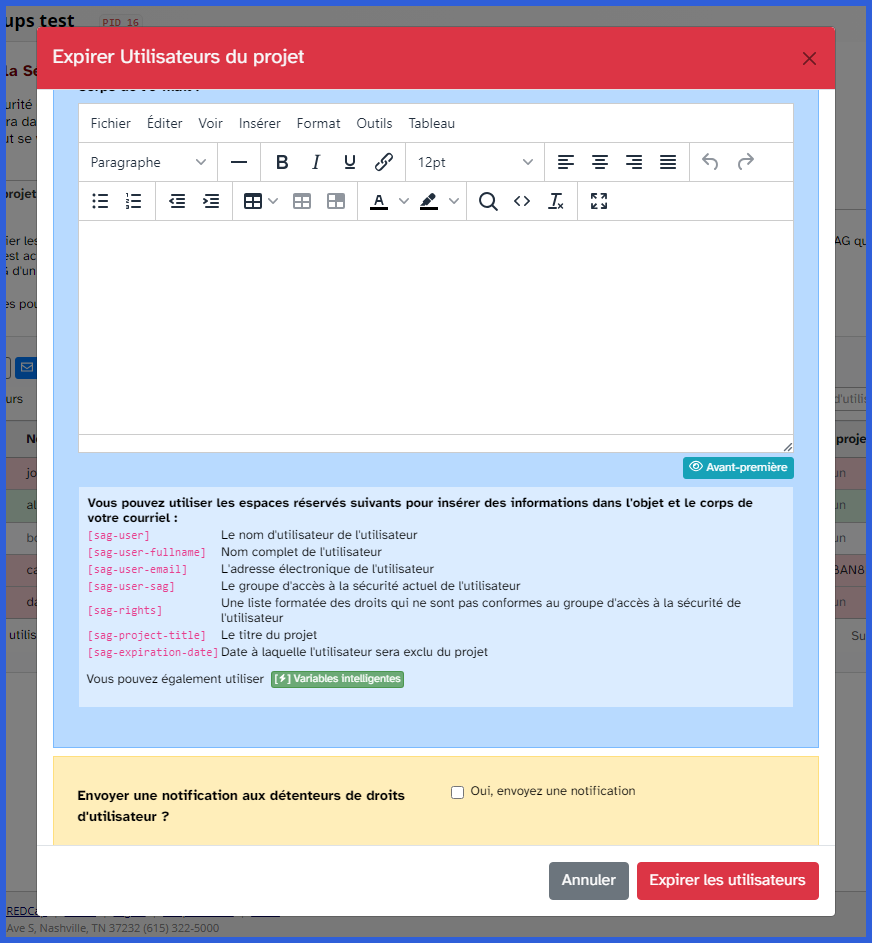 ups test PID 16
Expirer Utilisateurs du projet
Fichier Éditer Voir Insérer Format Outils Tableau
Paragraphe B I U 12pt
A
Avant-première
Vous pouvez utiliser les espaces réservés suivants pour insérer des informations dans l'objet et le corps de
votre courriel :
[sag-user] Le nom d'utilisateur de l'utilisateur
[sag-user-fullname] Nom complet de l'utilisateur
[sag-user-email] L'adresse électronique de l'utilisateur
[sag-user-sag] Le groupe d'accès à la sécurité actuel de l'utilisateur
[sag-rights] Une liste formatée des droits qui ne sont pas conformes au groupe d'accès à la sécurité de
l'utilisateur
[sag-project-title] Le titre du projet
[sag-expiration-date] Date à laquelle l'utilisateur sera exclu du projet
Vous pouvez également utiliser [⚡] Variables intelligentes
Envoyer une notification aux détenteurs de droits
d'utilisateur ?
Oui, envoyez une notification
Annuler Expirer les utilisateurs
Ave S, Nashville, TN 37232 (615) 322-5000